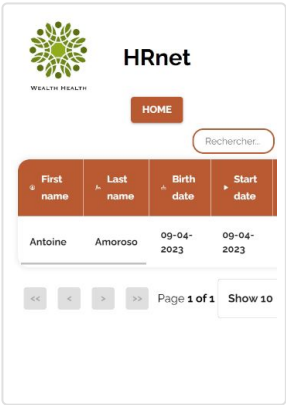 HRnet
WEALTH HEALTH
HOME
Rechercher...
First name
Last name
Birth date
Start date
Antoine
Amoroso
09-04-2023
09-04-2023
<< < > >> Page 1 of 1 Show 10